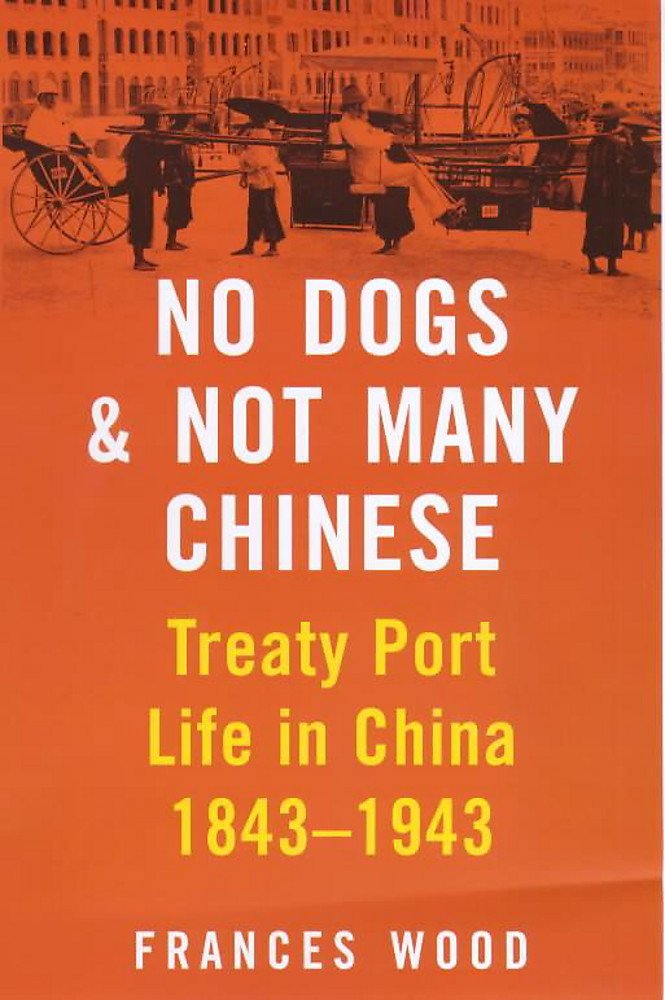 NO DOGS
& NOT MANY
CHINESE
Treaty Port
Life in China
1843–1943
FRANCES WOOD